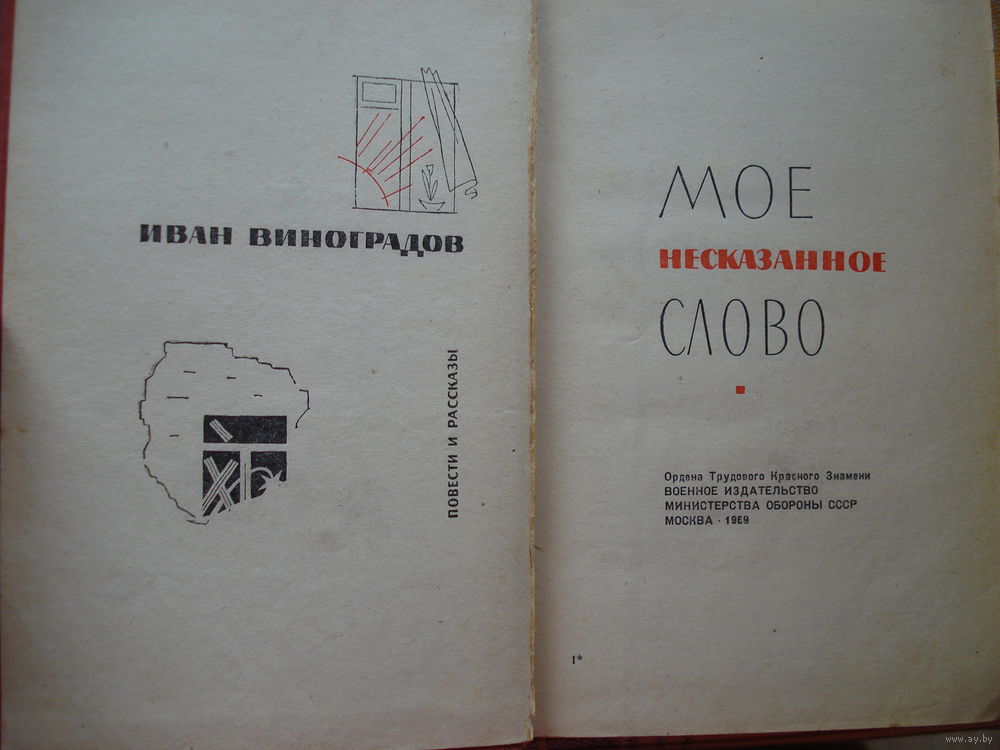 ИВАН ВИНОГРАДОВ
ПОВЕСТИ И РАССКАЗЫ
МОЕ
НЕСКАЗАННОЕ
СЛОВО
Ордена Трудового Красного Знамени
ВОЕННОЕ ИЗДАТЕЛЬСТВО
МИНИСТЕРСТВА ОБОРОНЫ СССР
МОСКВА · 1969
1*
www.ay.by